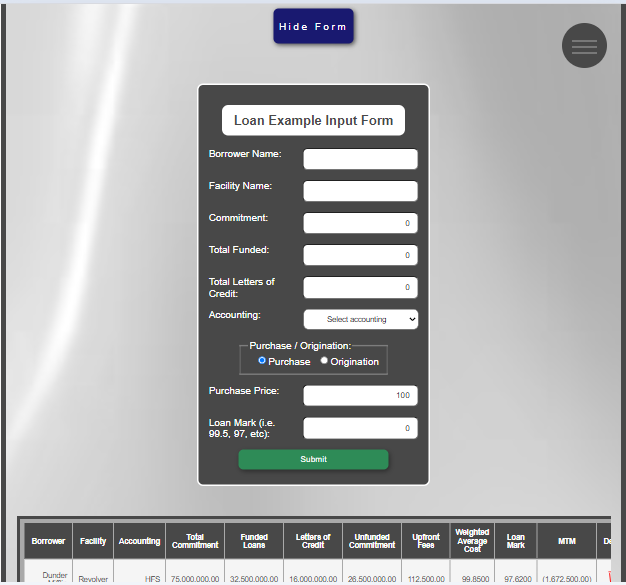 Hide Form
Loan Example Input Form
Borrower Name:
Facility Name:
Commitment:
0
Total Funded:
0
Total Letters of
Credit:
0
Accounting:
Select accounting
Purchase / Origination:
Purchase Origination
Purchase Price:
100
Loan Mark (i.e.
99.5, 97, etc):
0
Submit
Borrower Facility Accounting Total Commitment Funded Loans Letters of Credit Unfunded Commitment Upfront Fees Weighted Average Cost Loan Mark MTM
Dunder Revolver HFS 75,000,000.00 32,500,000.00 16,000,000.00 26,500,000.00 112,500.00 99.8500 97.6200 (1,672,500.00)